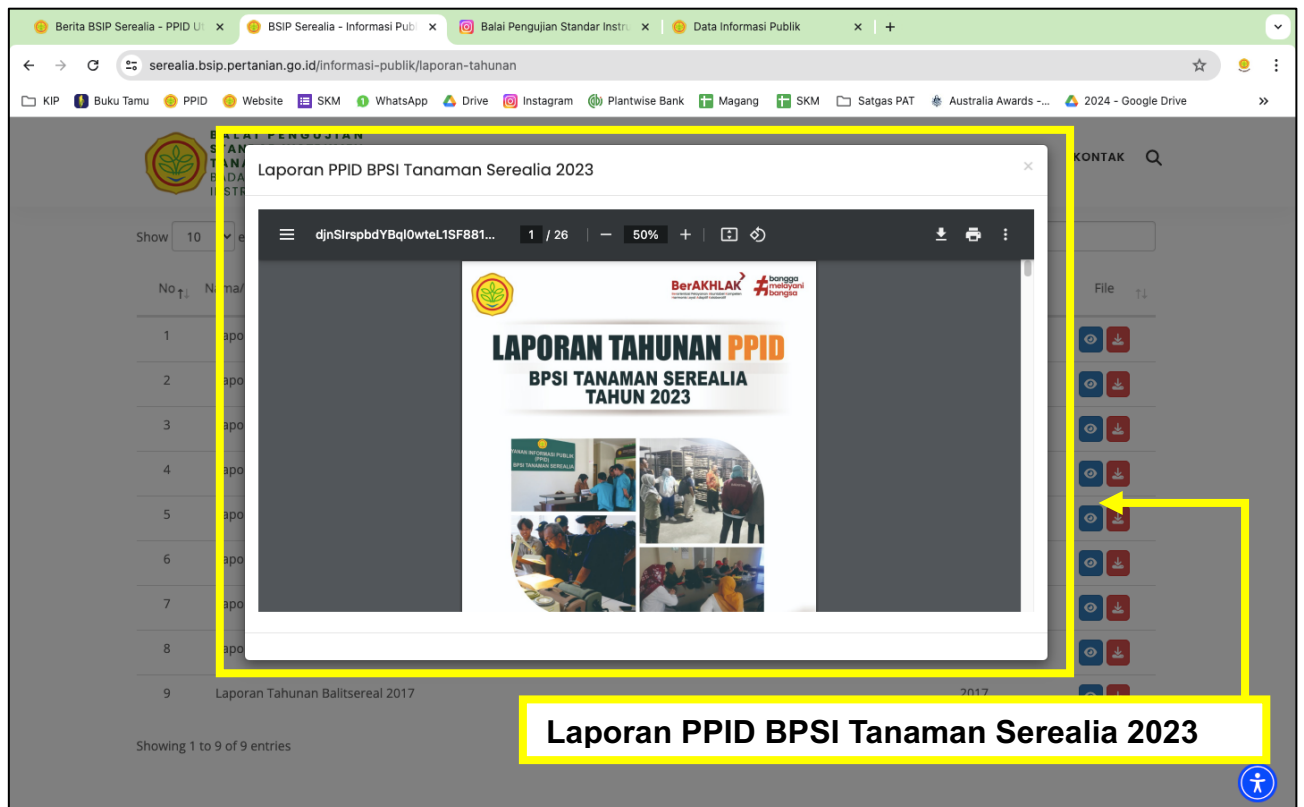 Berita BSIP Serealia - PPID Ut
BSIP Serealia - Informasi Publ
Balai Pengujian Standar Instru
Data Informasi Publik
serealia.bsip.pertanian.go.id/informasi-publik/laporan-tahunan
KIP Buku Tamu PPID Website SKM WhatsApp Drive Instagram Plantwise Bank Magang SKM Satgas PAT Australia Awards -... 2024 - Google Drive
BALAI PENGUJIAN
KONTAK
Laporan PPID BPSI Tanaman Serealia 2023
Show 10
djnSIrspbdYBqI0wteL1SF881... 1 / 26 50%
BerAKHLAK
bangga
melayani
bangsa
No File
LAPORAN TAHUNAN PPID
BPSI TANAMAN SEREALIA
TAHUN 2023
BPSI TANAMAN SEREALIA
1
2
3
4
5
6
7
8
9 Laporan Tahunan Balitsereal 2017 2017
Laporan PPID BPSI Tanaman Serealia 2023
Showing 1 to 9 of 9 entries